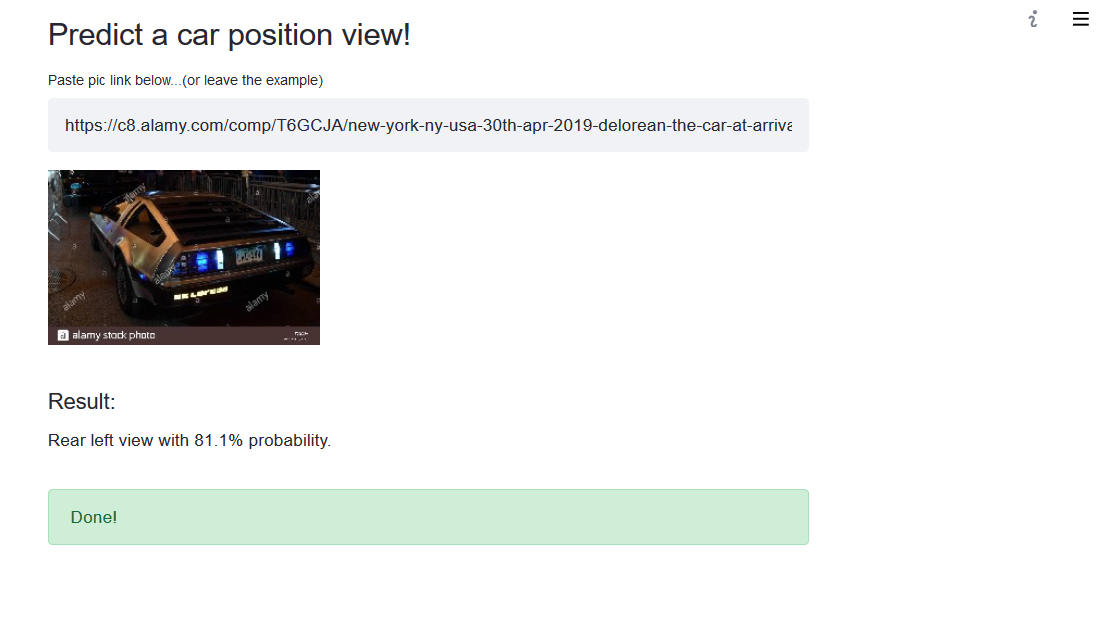 Predict a car position view!
Paste pic link below...(or leave the example)
https://c8.alamy.com/comp/T6GCJA/new-york-ny-usa-30th-apr-2019-delorean-the-car-at-arriva
alamy
a
a
a
a
a
alamy
alamy
alamy
a
a
a alamy stock photo
Result:
Rear left view with 81.1% probability.
Done!